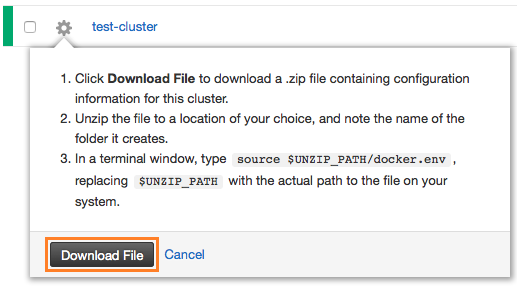 test-cluster
1. Click Download File to download a .zip file containing configuration
information for this cluster.
2. Unzip the file to a location of your choice, and note the name of the
folder it creates.
3. In a terminal window, type source $UNZIP_PATH/docker.env ,
replacing $UNZIP_PATH with the actual path to the file on your
system.
Download File Cancel